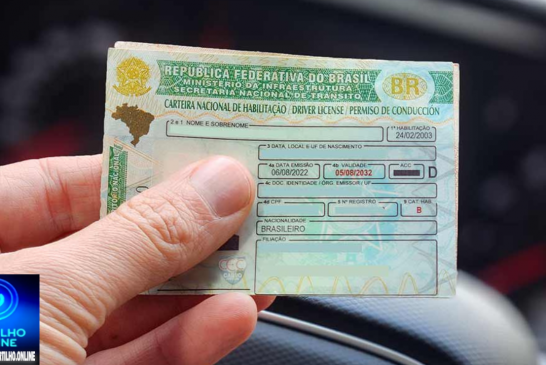 REPÚBLICA FEDERATIVA DO BRASIL
MINISTÉRIO DA INFRAESTRUTURA
SECRETARIA NACIONAL DE TRÂNSITO
BR
CARTEIRA NACIONAL DE HABILITAÇÃO / DRIVER LICENSE / PERMISO DE CONDUCCIÓN
2 e 1 NOME E SOBRENOME
1ª HABILITAÇÃO
24/02/2003
3 DATA, LOCAL E UF DE NASCIMENTO
4a DATA EMISSÃO
06/08/2022
4b VALIDADE
05/08/2032
ACC
D
4c DOC. IDENTIDADE / ÓRG. EMISSOR / UF
4d CPF
5 Nº REGISTRO
9 CAT. HAB.
B
NACIONALIDADE
BRASILEIRO
FILIAÇÃO